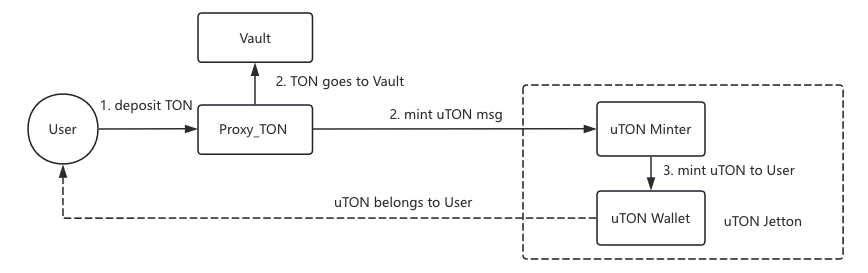 Vault
1. deposit TON
2. TON goes to Vault
User
Proxy_TON
2. mint uTON msg
uTON Minter
3. mint uTON to User
uTON belongs to User
uTON Wallet
uTON Jetton